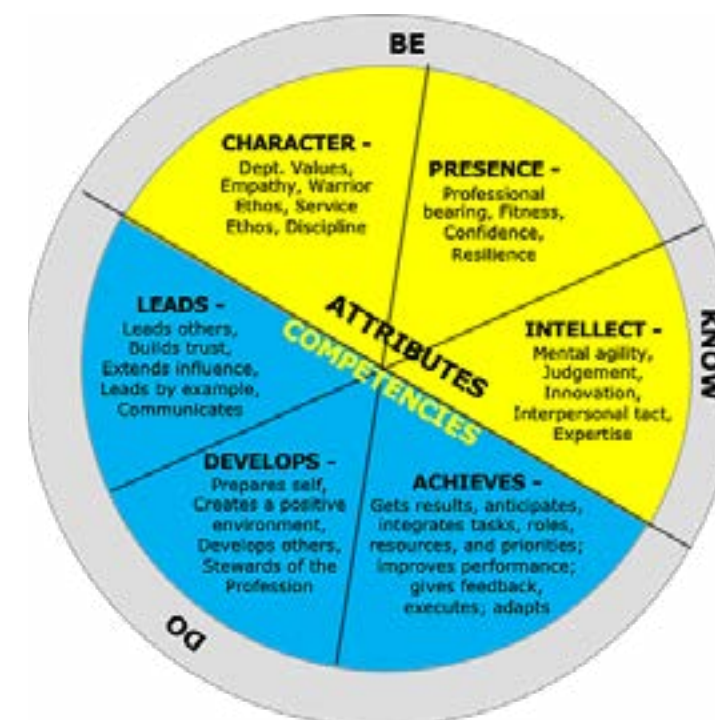 BE
CHARACTER -
Dept. Values,
Empathy, Warrior
Ethos, Service
Ethos, Discipline
PRESENCE -
Professional
bearing, Fitness,
Confidence,
Resilience
KNOW
INTELLECT -
Mental agility,
Judgement,
Innovation,
Interpersonal tact,
Expertise
ATTRIBUTES
COMPETENCIES
LEADS -
Leads others,
Builds trust,
Extends influence,
Leads by example,
Communicates
DEVELOPS -
Prepares self,
Creates a positive
environment,
Develops others,
Stewards of the
Profession
ACHIEVES -
Gets results, anticipates,
integrates tasks, roles,
resources, and priorities;
improves performance;
gives feedback,
executes; adapts
DO